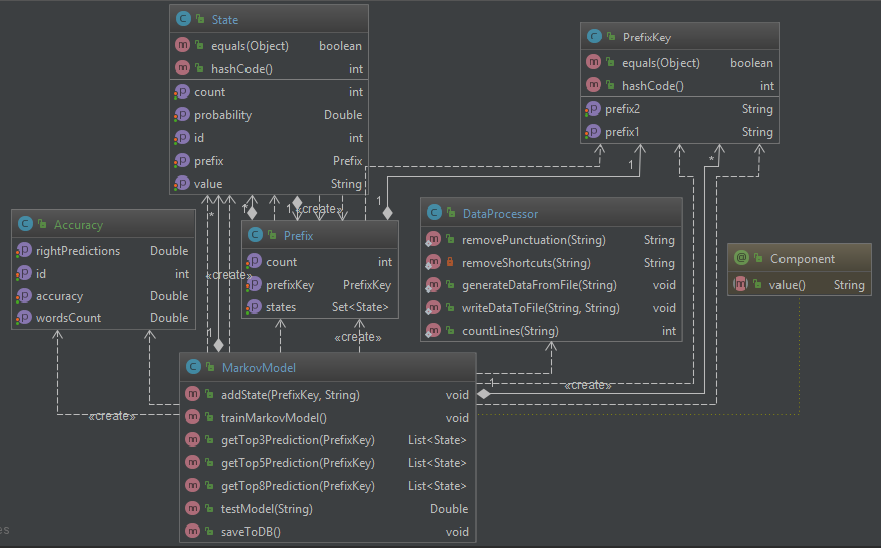 State
equals(Object) boolean
hashCode() int
count int
probability Double
id int
prefix Prefix
value String
PrefixKey
equals(Object) boolean
hashCode() int
prefix2 String
prefix1 String
1
*
1
1
«create»
*
1
Accuracy
rightPredictions Double
id int
accuracy Double
wordsCount Double
Prefix
count int
prefixKey PrefixKey
states Set<State>
DataProcessor
removePunctuation(String) String
removeShortcuts(String) String
generateDataFromFile(String) void
writeDataToFile(String, String) void
countLines(String) int
Component
value() String
«create»
«create»
1
MarkovModel
addState(PrefixKey, String) void
trainMarkovModel() void
getTop3Prediction(PrefixKey) List<State>
getTop5Prediction(PrefixKey) List<State>
getTop8Prediction(PrefixKey) List<State>
testModel(String) Double
saveToDB() void
1
«create»
«create»